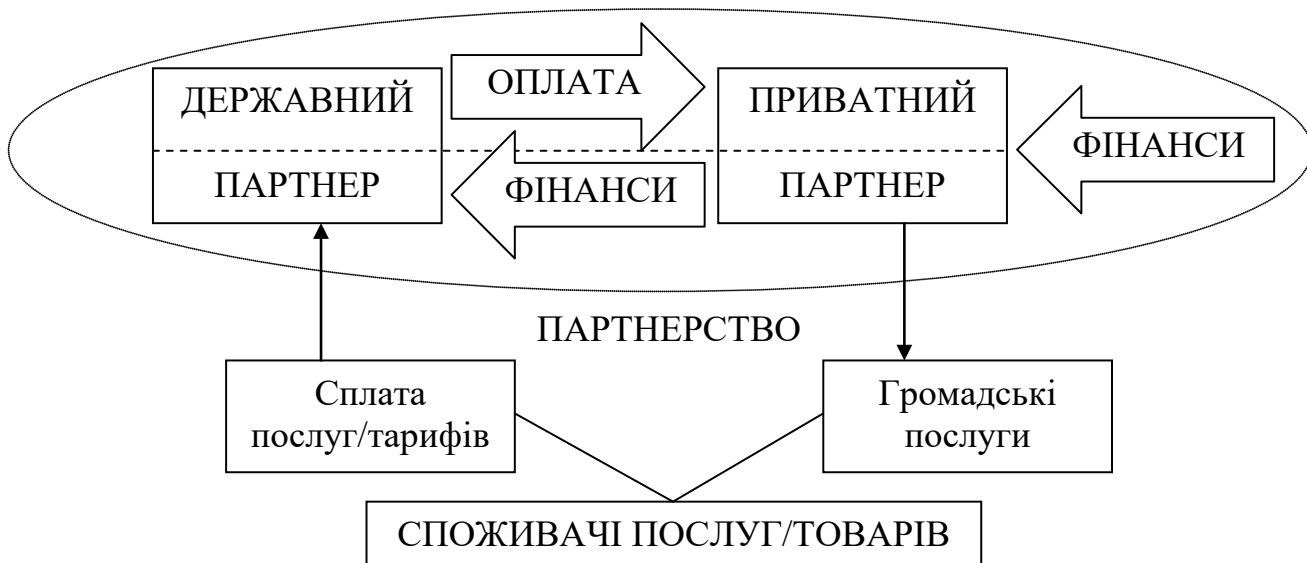 ДЕРЖАВНИЙ
ПАРТНЕР
ОПЛАТА
ФІНАНСИ
ПРИВАТНИЙ
ПАРТНЕР
ФІНАНСИ
ПАРТНЕРСТВО
Сплата
послуг/тарифів
Громадські
послуги
СПОЖИВАЧІ ПОСЛУГ/ТОВАРІВ